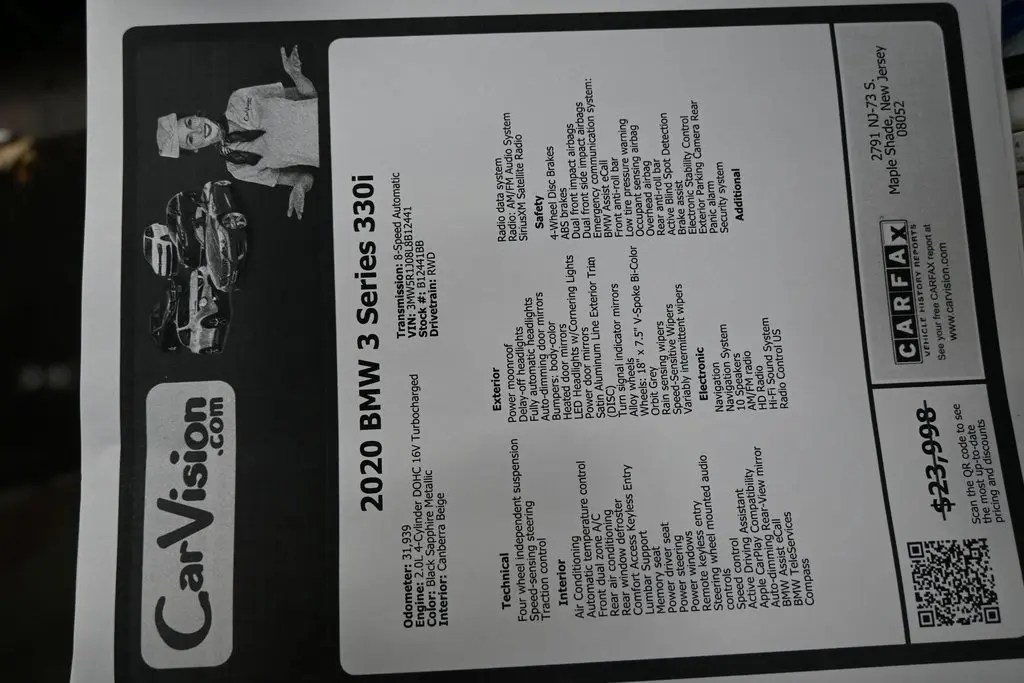 CarVision
.com
2020 BMW 3 Series 330i
Odometer: 31,939
Engine: 2.0L 4-Cylinder DOHC 16V Turbocharged
Color: Black Sapphire Metallic
Interior: Canberra Beige
Transmission: 8-Speed Automatic
VIN: 3MW5R1J08L8B12441
Stock #: B12441BB
Drivetrain: RWD
Technical
Four wheel independent suspension
Speed-sensing steering
Traction control
Interior
Air Conditioning
Automatic temperature control
Front dual zone A/C
Rear air conditioning
Rear window defroster
Comfort Access Keyless Entry
Lumbar Support
Memory seat
Power driver seat
Power steering
Power windows
Remote keyless entry
Steering wheel mounted audio
controls
Speed control
Active Driving Assistant
Apple CarPlay Compatibility
Auto-dimming Rear-View mirror
BMW Assist eCall
BMW TeleServices
Compass
Exterior
Power moonroof
Delay-off headlights
Fully automatic headlights
Auto-dimming door mirrors
Bumpers: body-color
Heated door mirrors
LED Headlights w/Cornering Lights
Power door mirrors
Satin Aluminum Line Exterior Trim
(DISC)
Turn signal indicator mirrors
Alloy wheels
Wheels: 18" x 7.5" V-Spoke Bi-Color
Orbit Grey
Rain sensing wipers
Speed-Sensitive Wipers
Variably intermittent wipers
Electronic
Navigation
Navigation System
10 Speakers
AM/FM radio
HD Radio
Hi-Fi Sound System
Radio Control US
Radio data system
Radio: AM/FM Audio System
SiriusXM Satellite Radio
Safety
4-Wheel Disc Brakes
ABS brakes
Dual front impact airbags
Dual front side impact airbags
Emergency communication system:
BMW Assist eCall
Front anti-roll bar
Low tire pressure warning
Occupant sensing airbag
Overhead airbag
Rear anti-roll bar
Active Blind Spot Detection
Brake assist
Electronic Stability Control
Exterior Parking Camera Rear
Panic alarm
Security system
Additional
$23,998
Scan the QR code to see
the most up-to-date
pricing and discounts
CARFAX
VEHICLE HISTORY REPORTS
See your free CARFAX report at
www.carvision.com
2791 NJ-73 S.
Maple Shade, New Jersey
08052